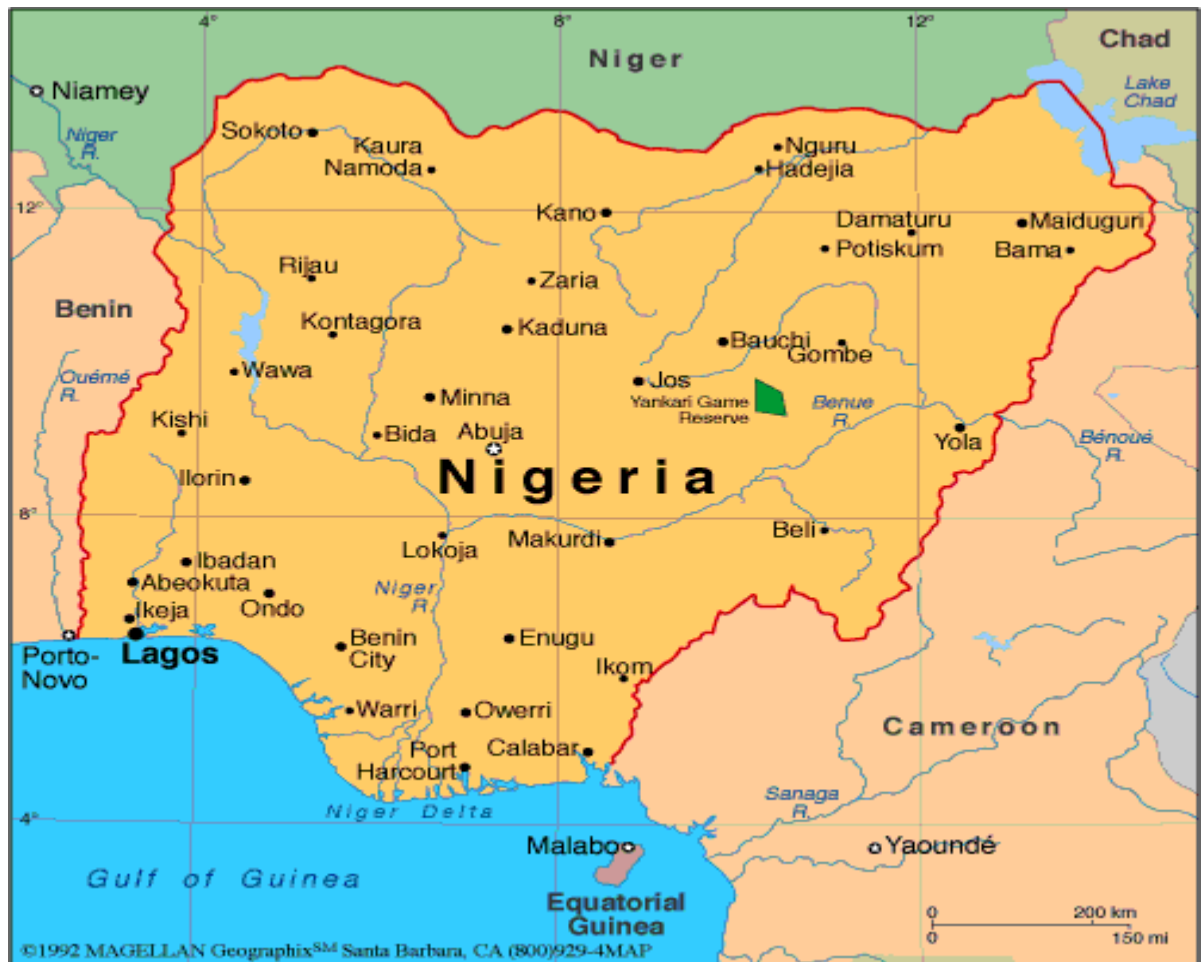 4°
8°
12°
Chad
Niger
Niamey
Lake
Chad
Niger
R.
Sokoto
Kaura
Namoda
Nguru
Hadejia
12°
Kano
Damaturu
Maiduguri
Potiskum
Bama
Rijau
Zaria
Benin
Kontagora
Kaduna
Bauchi
Gombe
Ouémé
R.
Wawa
Jos
Yankari Game
Reserve
Minna
Benue
R.
Kishi
Bida
Abuja
Yola
Bénoué
R.
Nigeria
Ilorin
8°
Lokoja
Makurdi
Beli
Ibadan
Abeokuta
Niger
R.
Ikeja
Ondo
Lagos
Benin
City
Enugu
Porto-
Novo
Ikom
Warri
Owerri
Cameroon
Port
Harcourt
Calabar
Niger Delta
Sanaga
R.
4°
Malabo
Yaoundé
Gulf of Guinea
Equatorial
Guinea
0 200 km
0 150 mi
©1992 MAGELLAN Geographix℠ Santa Barbara, CA (800)929-4MAP